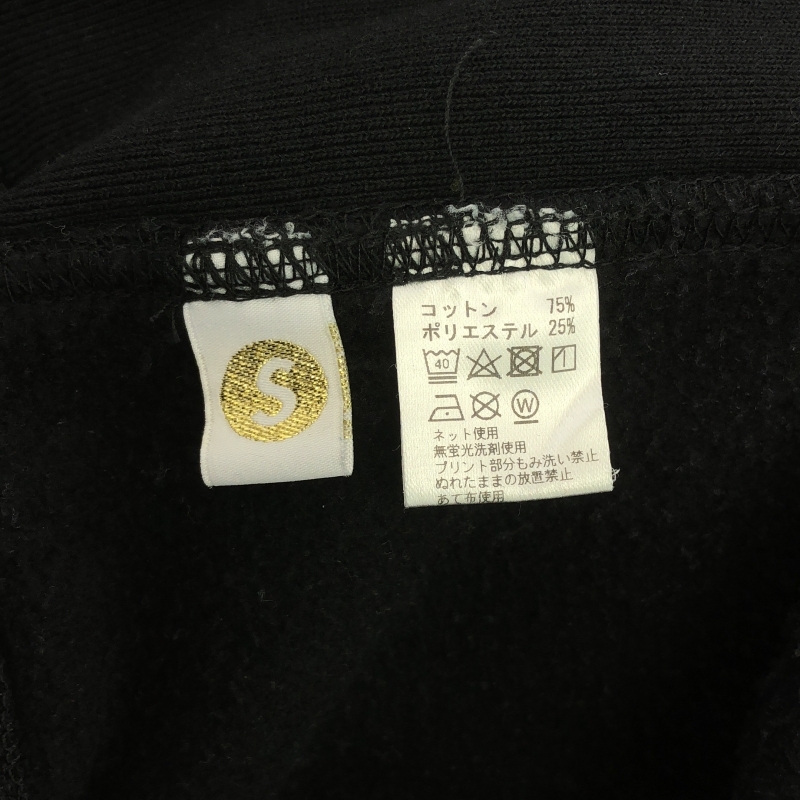 S
コットン 75%
ポリエステル 25%
40
W
ネット使用
無蛍光洗剤使用
プリント部分もみ洗い禁止
ぬれたままの放置禁止
あて布使用